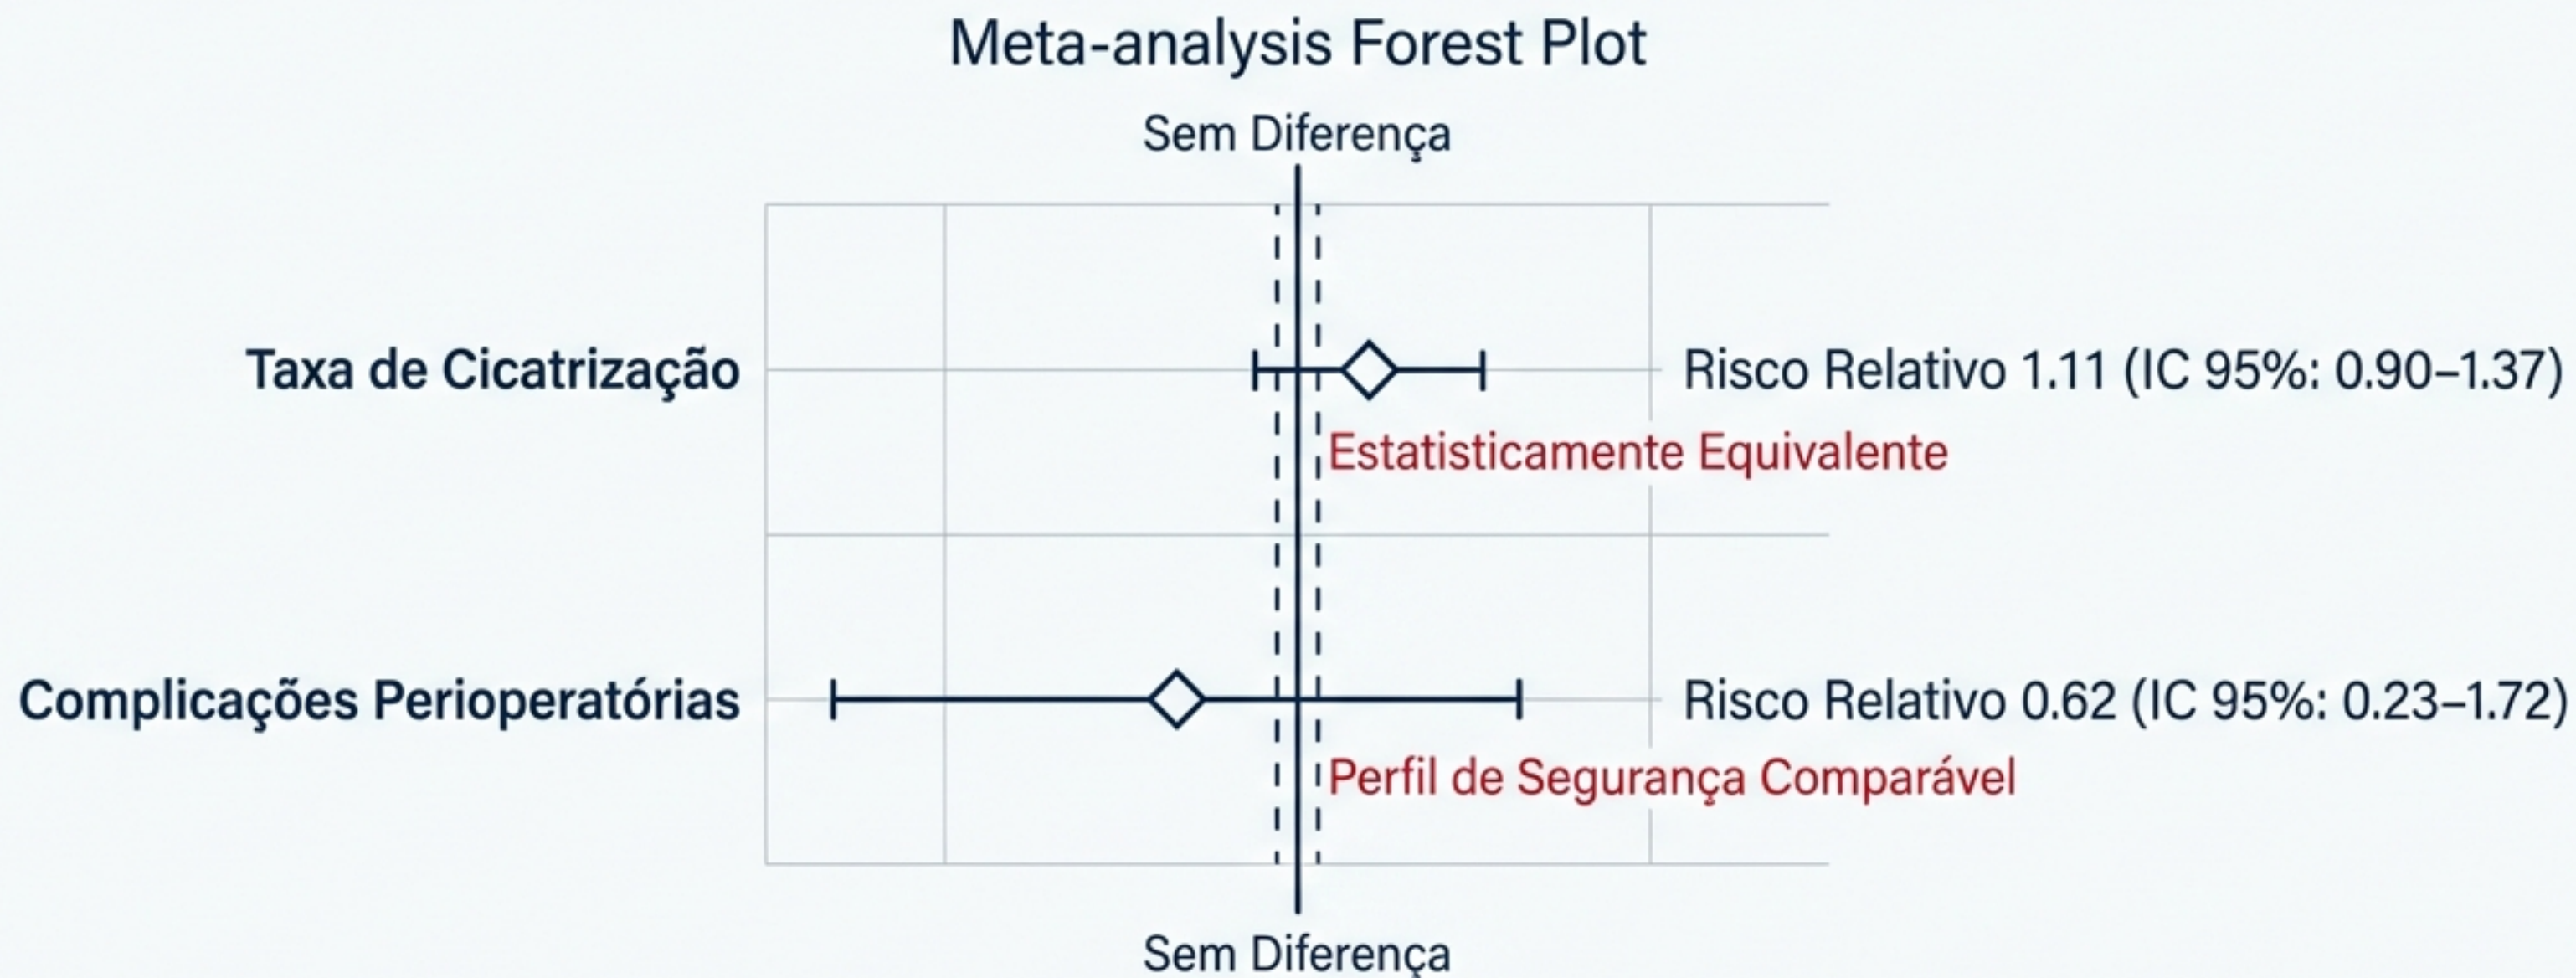 Meta-analysis Forest Plot
Sem Diferença
Taxa de Cicatrização
Risco Relativo 1.11 (IC 95%: 0.90–1.37)
Estatisticamente Equivalente
Complicações Perioperatórias
Risco Relativo 0.62 (IC 95%: 0.23–1.72)
Perfil de Segurança Comparável
Sem Diferença